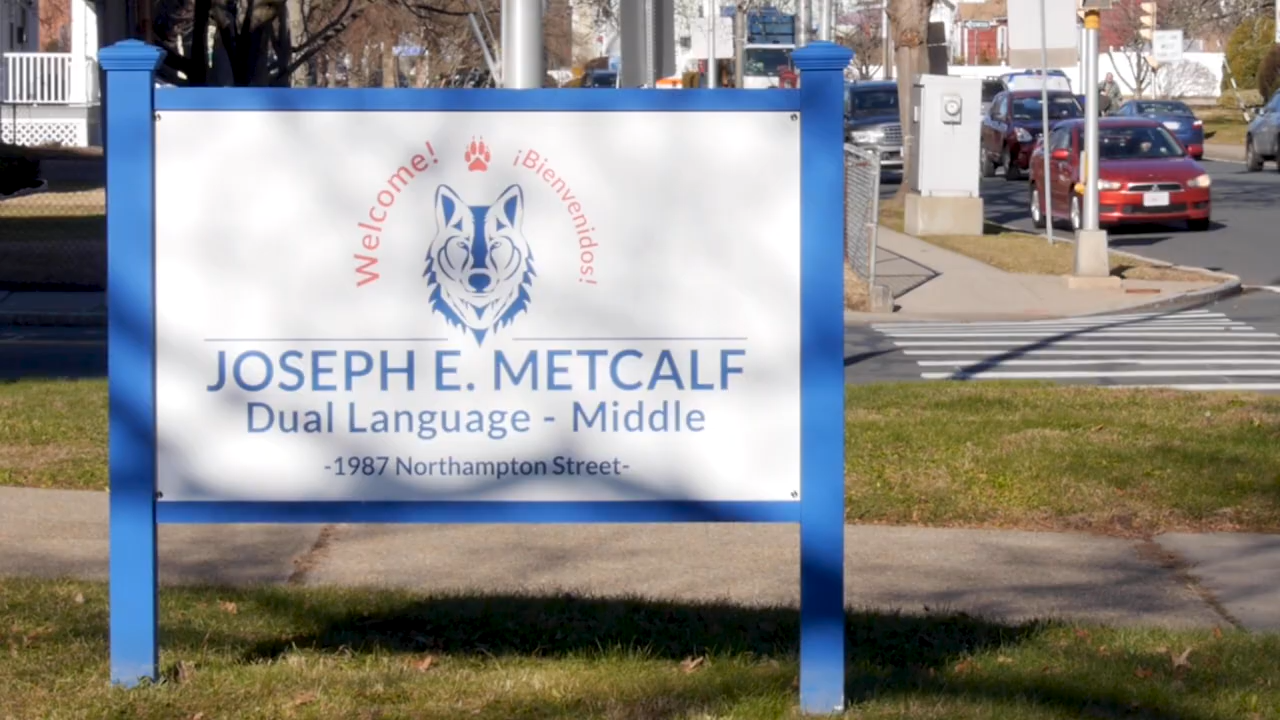 Welcome!
¡Bienvenidos!
JOSEPH E. METCALF
Dual Language - Middle
-1987 Northampton Street-